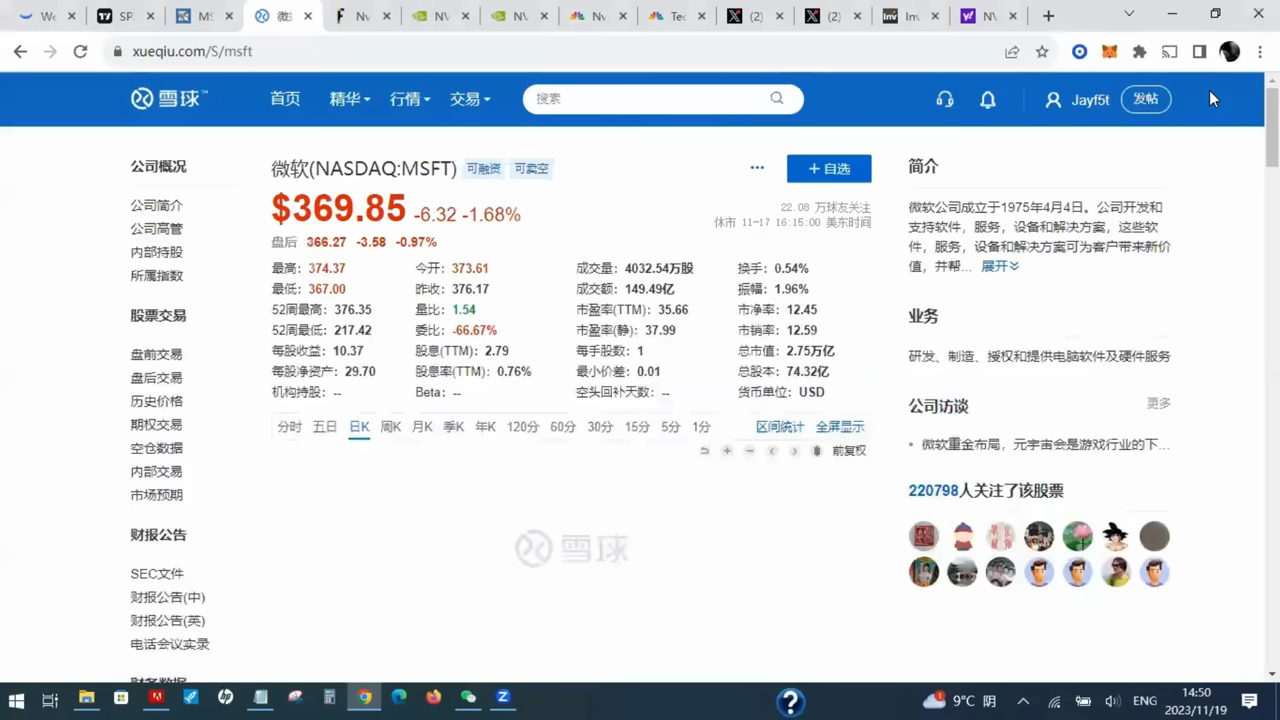 We
SP
MS
微
Nv
NV
NV
Nv
Tec
(2)
(2)
Inv
NV
xueqiu.com/S/msft
雪球
首页
精华
行情
交易
搜索
Jayf5t
发帖
公司概况
公司简介
公司高管
内部持股
所属指数
股票交易
盘前交易
盘后交易
历史价格
期权交易
空仓数据
内部交易
市场预期
财报公告
SEC文件
财报公告(中)
财报公告(英)
电话会议实录
微软(NASDAQ:MSFT) 可融资 可卖空
+自选
$369.85 -6.32 -1.68%
22.08 万球友关注
休市 11-17 16:15:00 美东时间
盘后 366.27 -3.58 -0.97%
最高: 374.37 今开: 373.61 成交量: 4032.54万股 换手: 0.54%
最低: 367.00 昨收: 376.17 成交额: 149.49亿 振幅: 1.96%
52周最高: 376.35 量比: 1.54 市盈率(TTM): 35.66 市净率: 12.45
52周最低: 217.42 委比: -66.67% 市盈率(静): 37.99 市销率: 12.59
每股收益: 10.37 股息(TTM): 2.79 每手股数: 1 总市值: 2.75万亿
每股净资产: 29.70 股息率(TTM): 0.76% 最小价差: 0.01 总股本: 74.32亿
机构持股: -- Beta: -- 空头回补天数: -- 货币单位: USD
分时 五日 日K 周K 月K 季K 年K 120分 60分 30分 15分 5分 1分 区间统计 全屏显示
前复权
雪球
简介
微软公司成立于1975年4月4日。公司开发和
支持软件，服务，设备和解决方案，这些软
件，服务，设备和解决方案可为客户带来新价
值，并帮... 展开
业务
研发、制造、授权和提供电脑软件及硬件服务
公司访谈 更多
• 微软重金布局，元宇宙会是游戏行业的下...
220798人关注了该股票
9°C 阴
ENG
14:50
2023/11/19